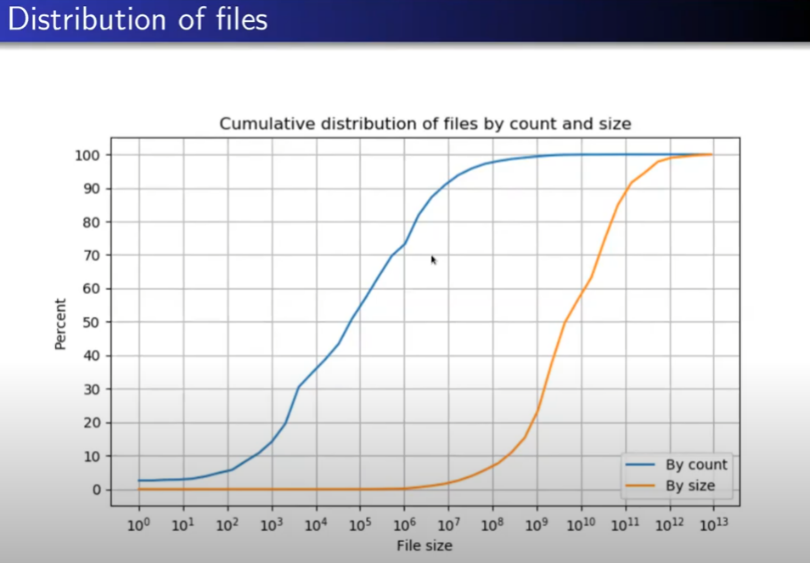 Distribution of files
Cumulative distribution of files by count and size
100
90
80
70
60
50
40
30
20
10
0
Percent
By count
By size
10⁰ 10¹ 10² 10³ 10⁴ 10⁵ 10⁶ 10⁷ 10⁸ 10⁹ 10¹⁰ 10¹¹ 10¹² 10¹³
File size